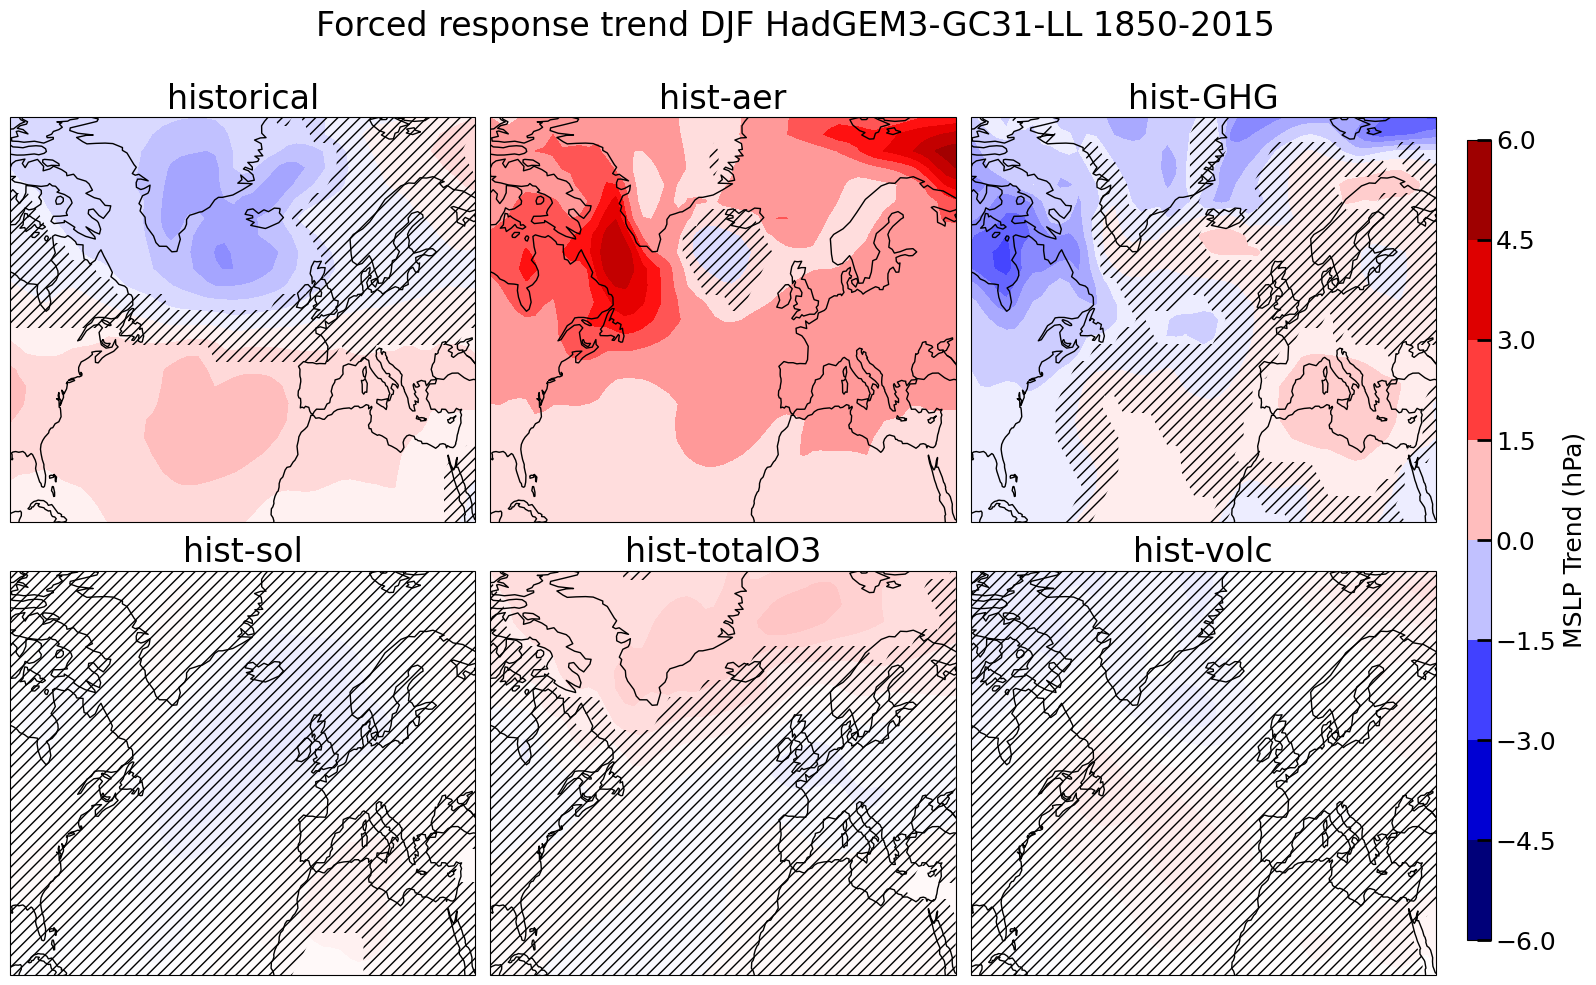 Forced response trend DJF HadGEM3-GC31-LL 1850-2015
historical
hist-aer
hist-GHG
hist-sol
hist-totalO3
hist-volc
6.0
4.5
3.0
1.5
0.0
−1.5
−3.0
−4.5
−6.0
MSLP Trend (hPa)